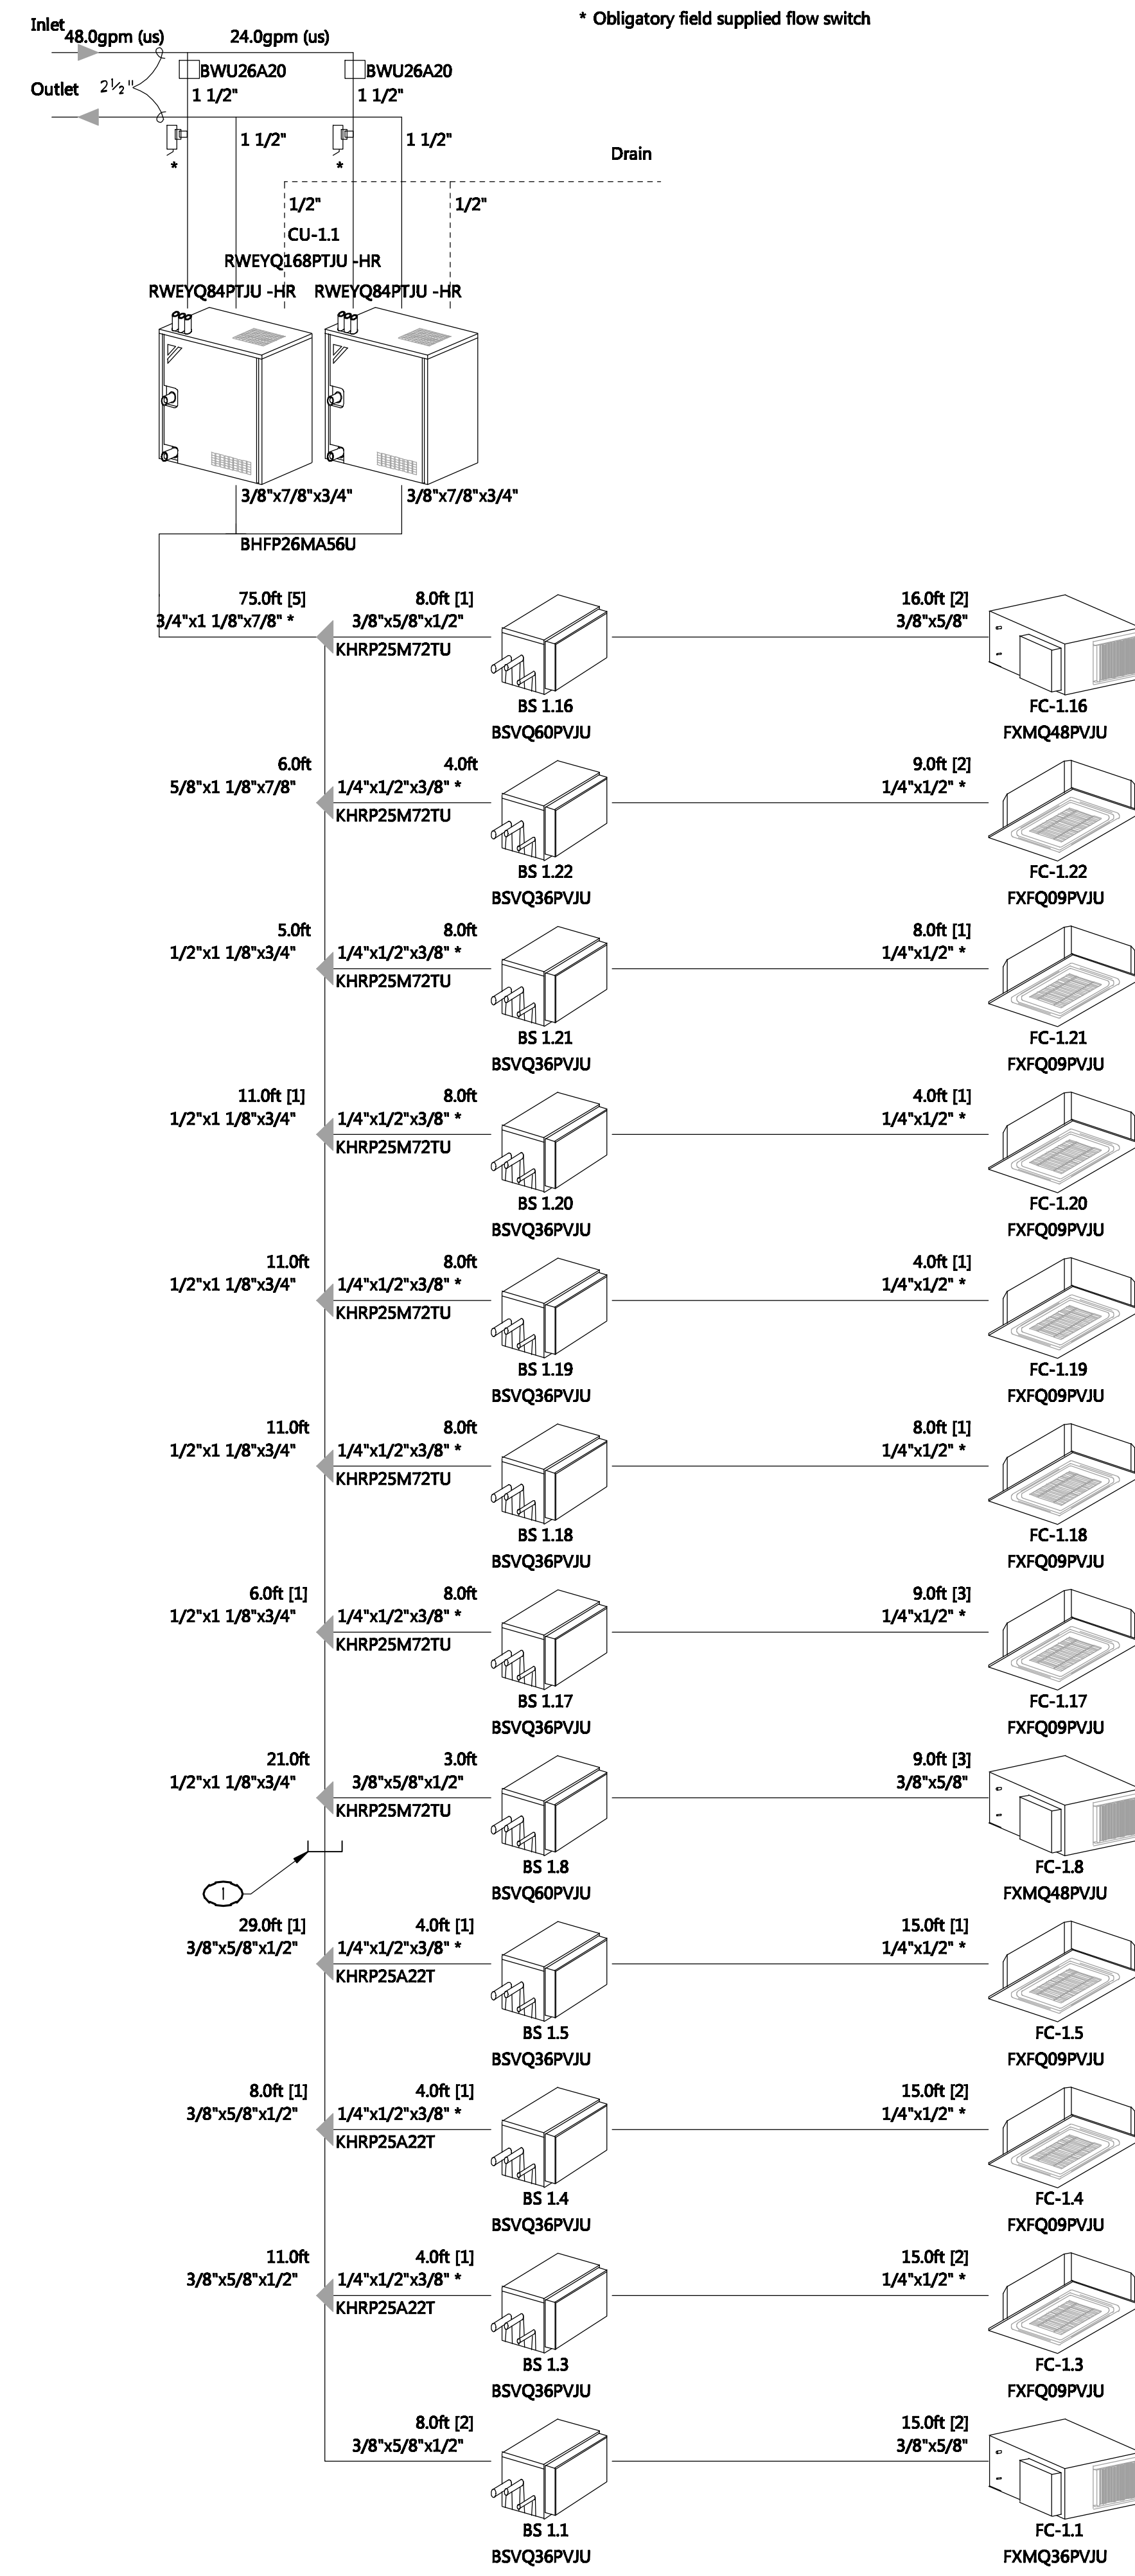 * Obligatory field supplied flow switch
Inlet
48.0gpm (us) 24.0gpm (us)
BWU26A20 BWU26A20
Outlet 2½"
1 1/2" 1 1/2"
1 1/2" 1 1/2"
* *
Drain
1/2" 1/2"
CU-1.1
RWEYQ168PTJU -HR
RWEYQ84PTJU -HR RWEYQ84PTJU -HR
3/8"x7/8"x3/4" 3/8"x7/8"x3/4"
BHFP26MA56U
75.0ft [5] 8.0ft [1] 16.0ft [2]
3/4"x1 1/8"x7/8" * 3/8"x5/8"x1/2" 3/8"x5/8"
KHRP25M72TU
BS 1.16 FC-1.16
BSVQ60PVJU FXMQ48PVJU
6.0ft 4.0ft 9.0ft [2]
5/8"x1 1/8"x7/8" 1/4"x1/2"x3/8" * 1/4"x1/2" *
KHRP25M72TU
BS 1.22 FC-1.22
BSVQ36PVJU FXFQ09PVJU
5.0ft 8.0ft 8.0ft [1]
1/2"x1 1/8"x3/4" 1/4"x1/2"x3/8" * 1/4"x1/2" *
KHRP25M72TU
BS 1.21 FC-1.21
BSVQ36PVJU FXFQ09PVJU
11.0ft [1] 8.0ft 4.0ft [1]
1/2"x1 1/8"x3/4" 1/4"x1/2"x3/8" * 1/4"x1/2" *
KHRP25M72TU
BS 1.20 FC-1.20
BSVQ36PVJU FXFQ09PVJU
11.0ft 8.0ft 4.0ft [1]
1/2"x1 1/8"x3/4" 1/4"x1/2"x3/8" * 1/4"x1/2" *
KHRP25M72TU
BS 1.19 FC-1.19
BSVQ36PVJU FXFQ09PVJU
11.0ft 8.0ft 8.0ft [1]
1/2"x1 1/8"x3/4" 1/4"x1/2"x3/8" * 1/4"x1/2" *
KHRP25M72TU
BS 1.18 FC-1.18
BSVQ36PVJU FXFQ09PVJU
6.0ft [1] 8.0ft 9.0ft [3]
1/2"x1 1/8"x3/4" 1/4"x1/2"x3/8" * 1/4"x1/2" *
KHRP25M72TU
BS 1.17 FC-1.17
BSVQ36PVJU FXFQ09PVJU
21.0ft 3.0ft 9.0ft [3]
1/2"x1 1/8"x3/4" 3/8"x5/8"x1/2" 3/8"x5/8"
KHRP25M72TU
BS 1.8 FC-1.8
BSVQ60PVJU FXMQ48PVJU
1
29.0ft [1] 4.0ft [1] 15.0ft [1]
3/8"x5/8"x1/2" 1/4"x1/2"x3/8" * 1/4"x1/2" *
KHRP25A22T
BS 1.5 FC-1.5
BSVQ36PVJU FXFQ09PVJU
8.0ft [1] 4.0ft [1] 15.0ft [2]
3/8"x5/8"x1/2" 1/4"x1/2"x3/8" * 1/4"x1/2" *
KHRP25A22T
BS 1.4 FC-1.4
BSVQ36PVJU FXFQ09PVJU
11.0ft 4.0ft [1] 15.0ft [2]
3/8"x5/8"x1/2" 1/4"x1/2"x3/8" * 1/4"x1/2" *
KHRP25A22T
BS 1.3 FC-1.3
BSVQ36PVJU FXFQ09PVJU
8.0ft [2] 15.0ft [2]
3/8"x5/8"x1/2" 3/8"x5/8"
BS 1.1 FC-1.1
BSVQ36PVJU FXMQ36PVJU